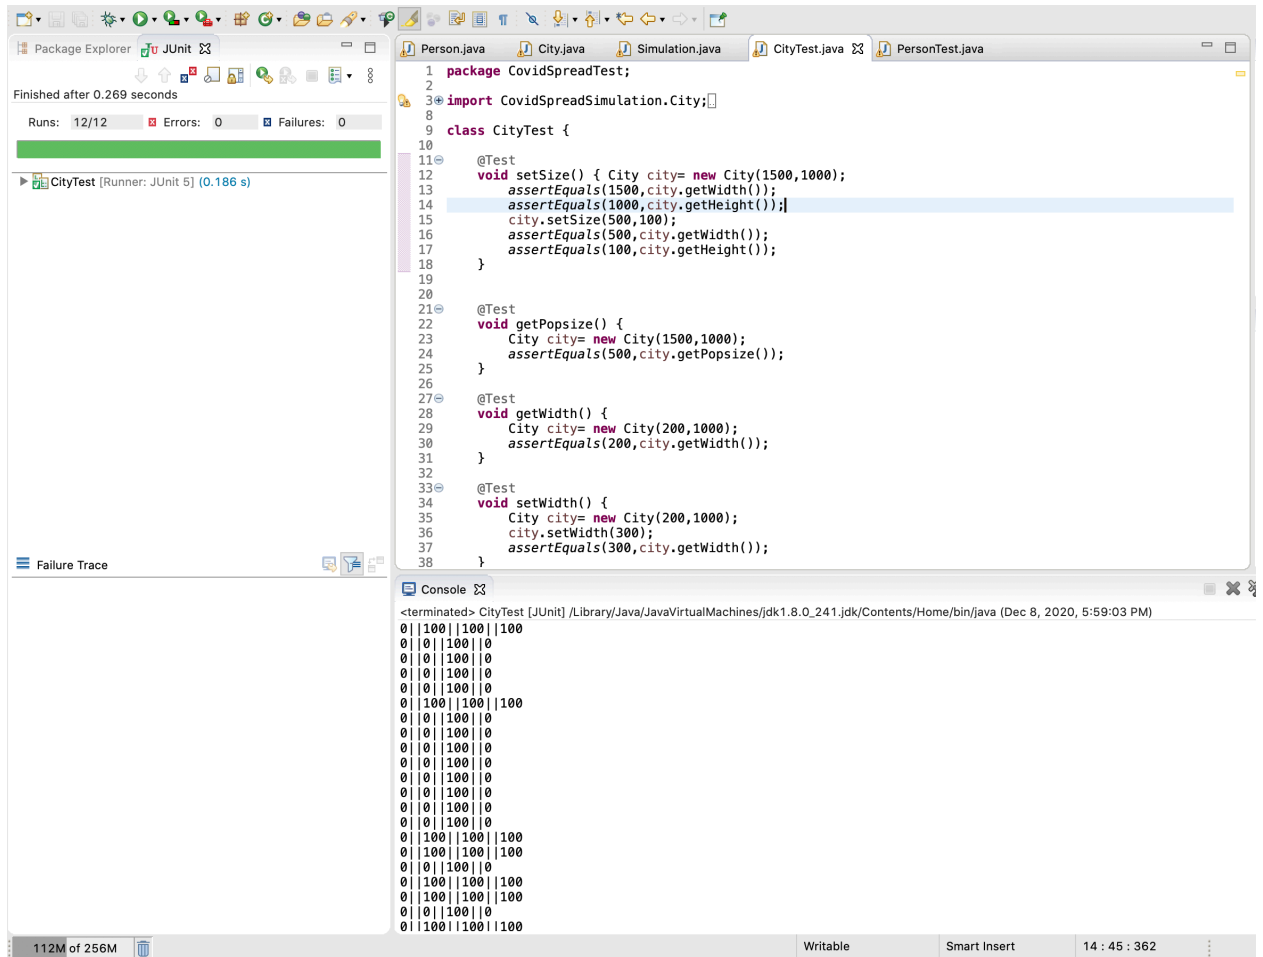 Package Explorer JUnit
Finished after 0.269 seconds
Runs: 12/12 Errors: 0 Failures: 0
CityTest [Runner: JUnit 5] (0.186 s)
Failure Trace
Person.java City.java Simulation.java CityTest.java PersonTest.java
1 package CovidSpreadTest;
2
3 import CovidSpreadSimulation.City;
8
9 class CityTest {
10
11 @Test
12 void setSize() { City city= new City(1500,1000);
13 assertEquals(1500,city.getWidth());
14 assertEquals(1000,city.getHeight());
15 city.setSize(500,100);
16 assertEquals(500,city.getWidth());
17 assertEquals(100,city.getHeight());
18 }
19
20
21 @Test
22 void getPopsize() {
23 City city= new City(1500,1000);
24 assertEquals(500,city.getPopsize());
25 }
26
27 @Test
28 void getWidth() {
29 City city= new City(200,1000);
30 assertEquals(200,city.getWidth());
31 }
32
33 @Test
34 void setWidth() {
35 City city= new City(200,1000);
36 city.setWidth(300);
37 assertEquals(300,city.getWidth());
38 }
Console
<terminated> CityTest [JUnit] /Library/Java/JavaVirtualMachines/jdk1.8.0_241.jdk/Contents/Home/bin/java (Dec 8, 2020, 5:59:03 PM)
0||100||100||100
0||0||100||0
0||0||100||0
0||0||100||0
0||0||100||0
0||100||100||100
0||0||100||0
0||0||100||0
0||0||100||0
0||0||100||0
0||0||100||0
0||0||100||0
0||0||100||0
0||0||100||0
0||100||100||100
0||100||100||100
0||0||100||0
0||100||100||100
0||100||100||100
0||0||100||0
0||100||100||100
112M of 256M Writable Smart Insert 14 : 45 : 362